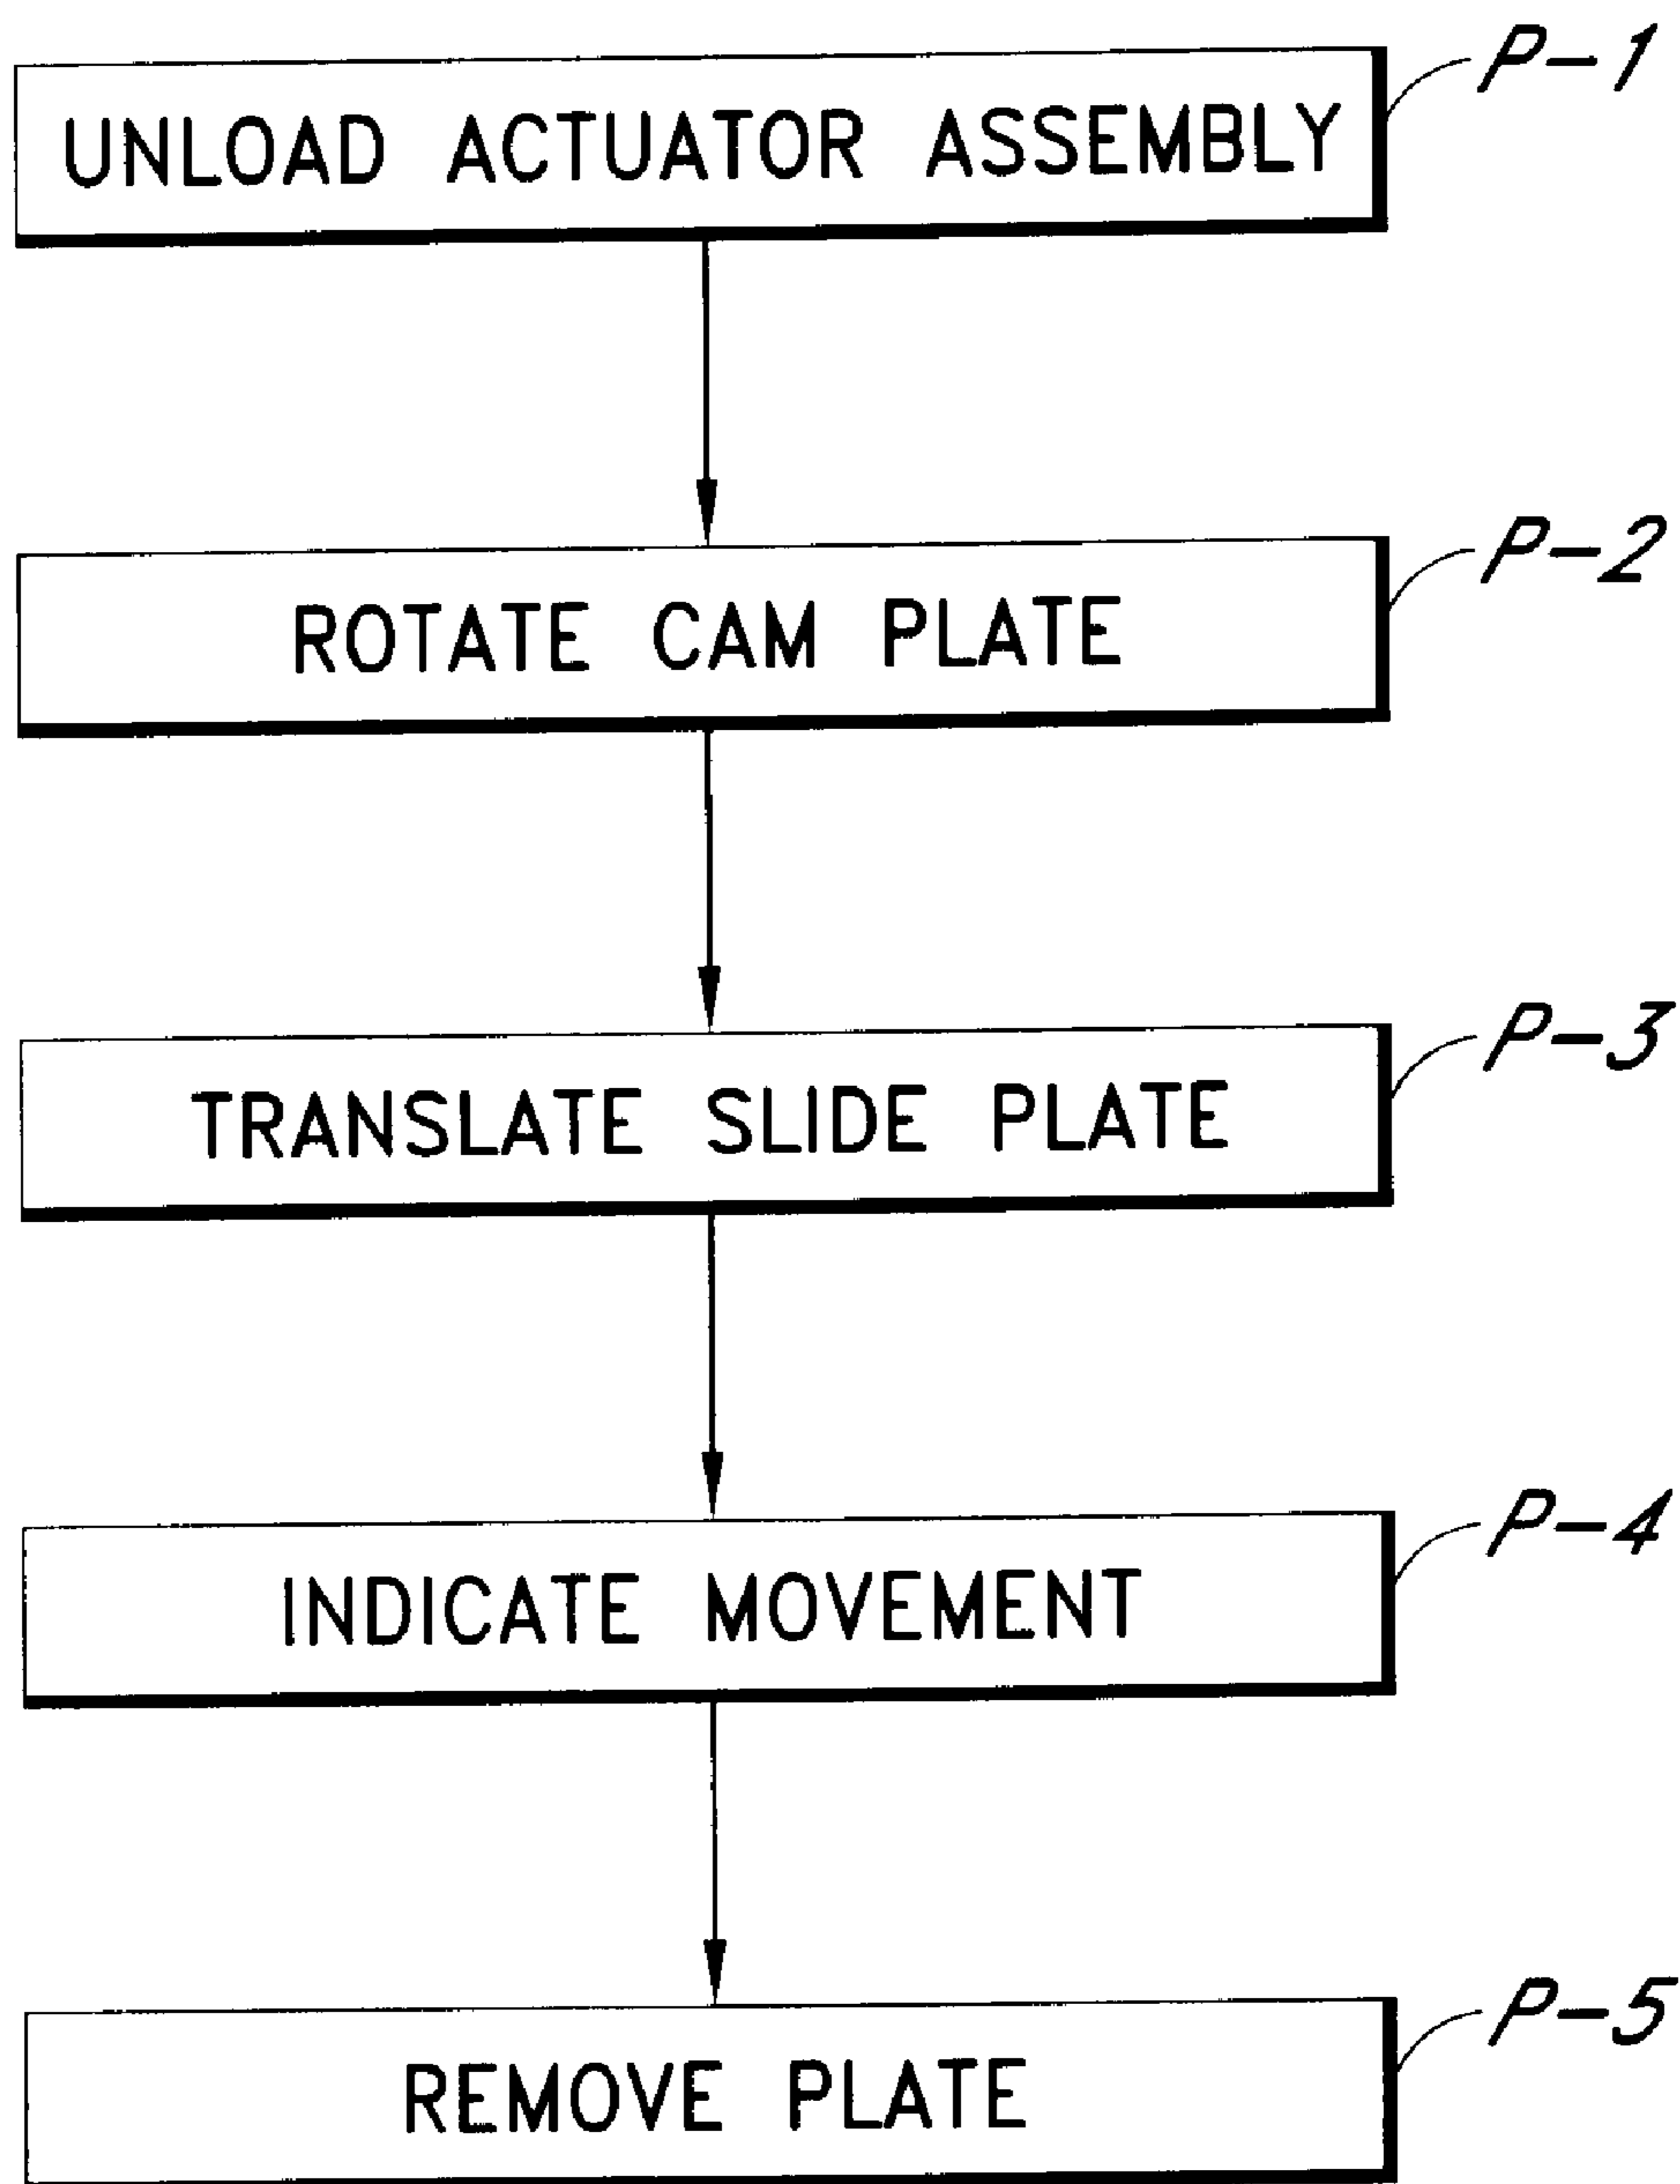 P-1
UNLOAD ACTUATOR ASSEMBLY
P-2
ROTATE CAM PLATE
P-3
TRANSLATE SLIDE PLATE
P-4
INDICATE MOVEMENT
P-5
REMOVE PLATE